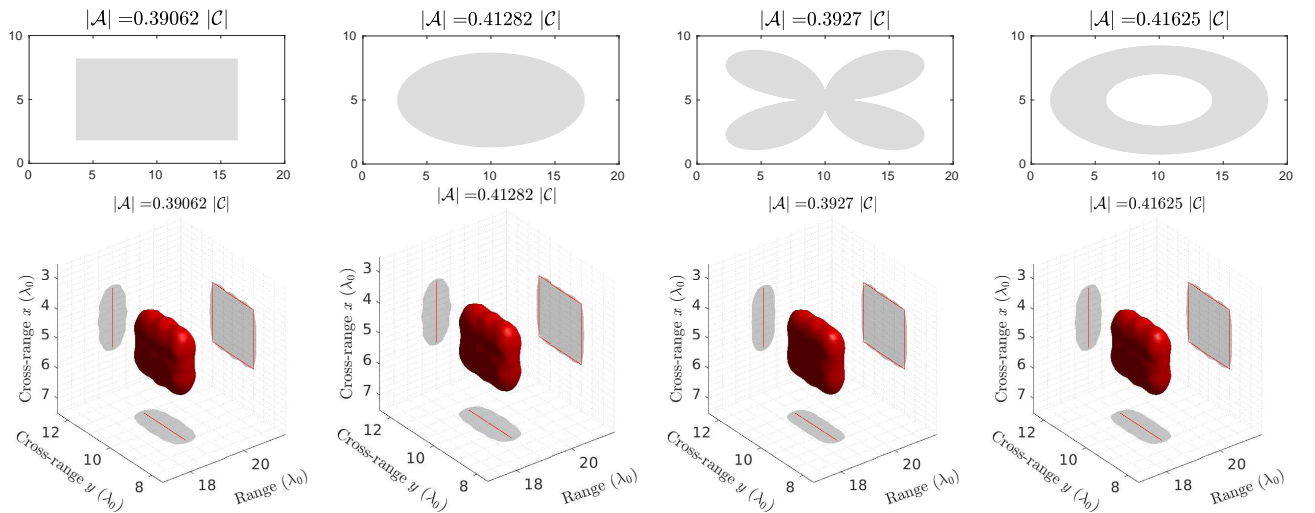 |𝒜| =0.39062 |𝒞|
|𝒜| =0.41282 |𝒞|
|𝒜| =0.3927 |𝒞|
|𝒜| =0.41625 |𝒞|
10
5
0
0 5 10 15 20
10
5
0
0 5 10 15 20
10
5
0
0 5 10 15 20
10
5
0
0 5 10 15 20
|𝒜| =0.39062 |𝒞|
|𝒜| =0.41282 |𝒞|
|𝒜| =0.3927 |𝒞|
|𝒜| =0.41625 |𝒞|
Cross-range x (λ₀)
3
4
5
6
7
12
10
8
Cross-range y (λ₀)
18
20
Range (λ₀)
Cross-range x (λ₀)
3
4
5
6
7
12
10
8
Cross-range y (λ₀)
18
20
Range (λ₀)
Cross-range x (λ₀)
3
4
5
6
7
12
10
8
Cross-range y (λ₀)
18
20
Range (λ₀)
Cross-range x (λ₀)
3
4
5
6
7
12
10
8
Cross-range y (λ₀)
18
20
Range (λ₀)